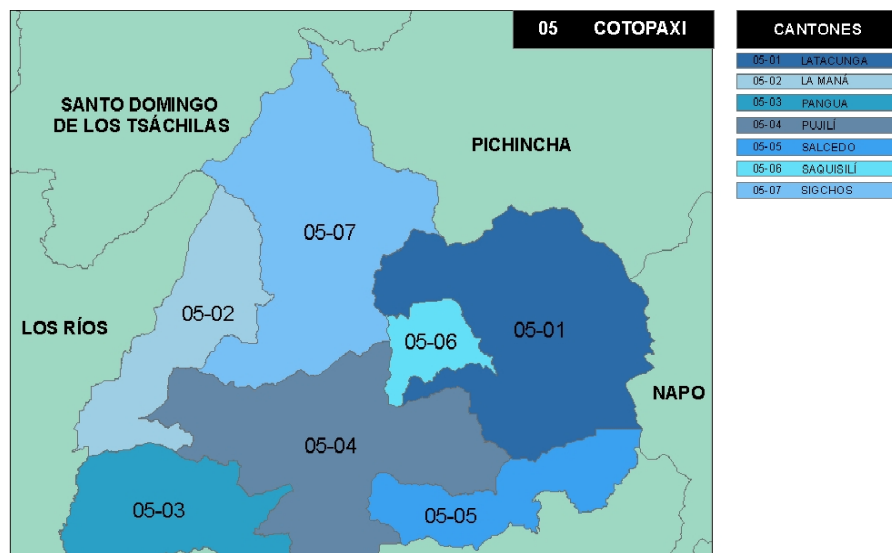 05 COTOPAXI
CANTONES
05-01 LATACUNGA
05-02 LA MANÁ
05-03 PANGUA
05-04 PUJILÍ
05-05 SALCEDO
05-06 SAQUISILÍ
05-07 SIGCHOS
SANTO DOMINGO
DE LOS TSÁCHILAS
PICHINCHA
05-07
05-02
LOS RÍOS
05-06
05-01
NAPO
05-04
05-03
05-05